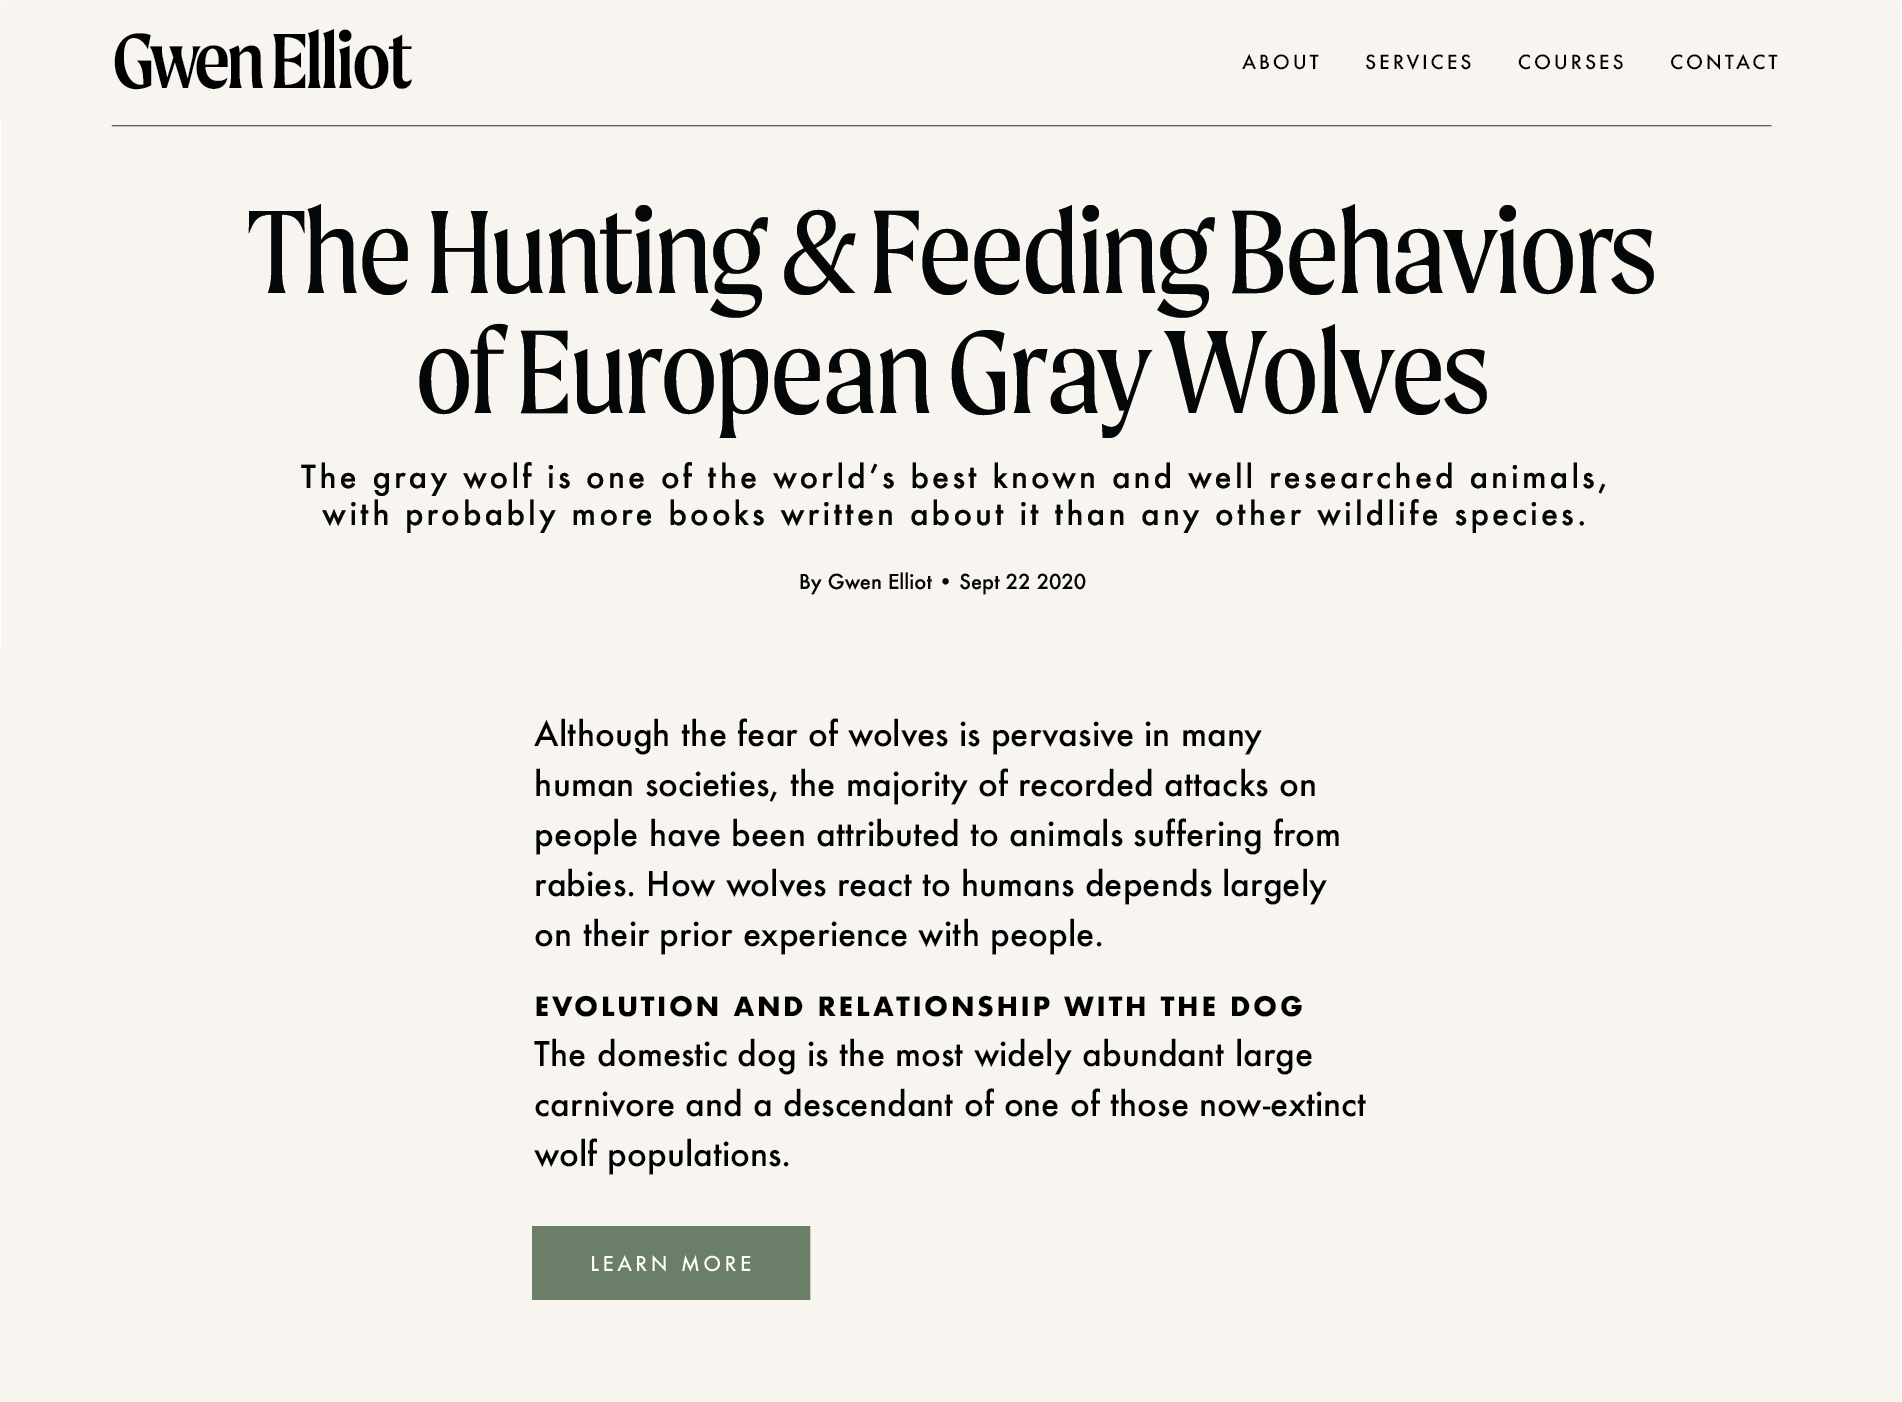 Gwen Elliot
ABOUT SERVICES COURSES CONTACT
The Hunting & Feeding Behaviors
of European Gray Wolves
The gray wolf is one of the world’s best known and well researched animals,
with probably more books written about it than any other wildlife species.
By Gwen Elliot • Sept 22 2020
Although the fear of wolves is pervasive in many
human societies, the majority of recorded attacks on
people have been attributed to animals suffering from
rabies. How wolves react to humans depends largely
on their prior experience with people.
EVOLUTION AND RELATIONSHIP WITH THE DOG
The domestic dog is the most widely abundant large
carnivore and a descendant of one of those now-extinct
wolf populations.
LEARN MORE